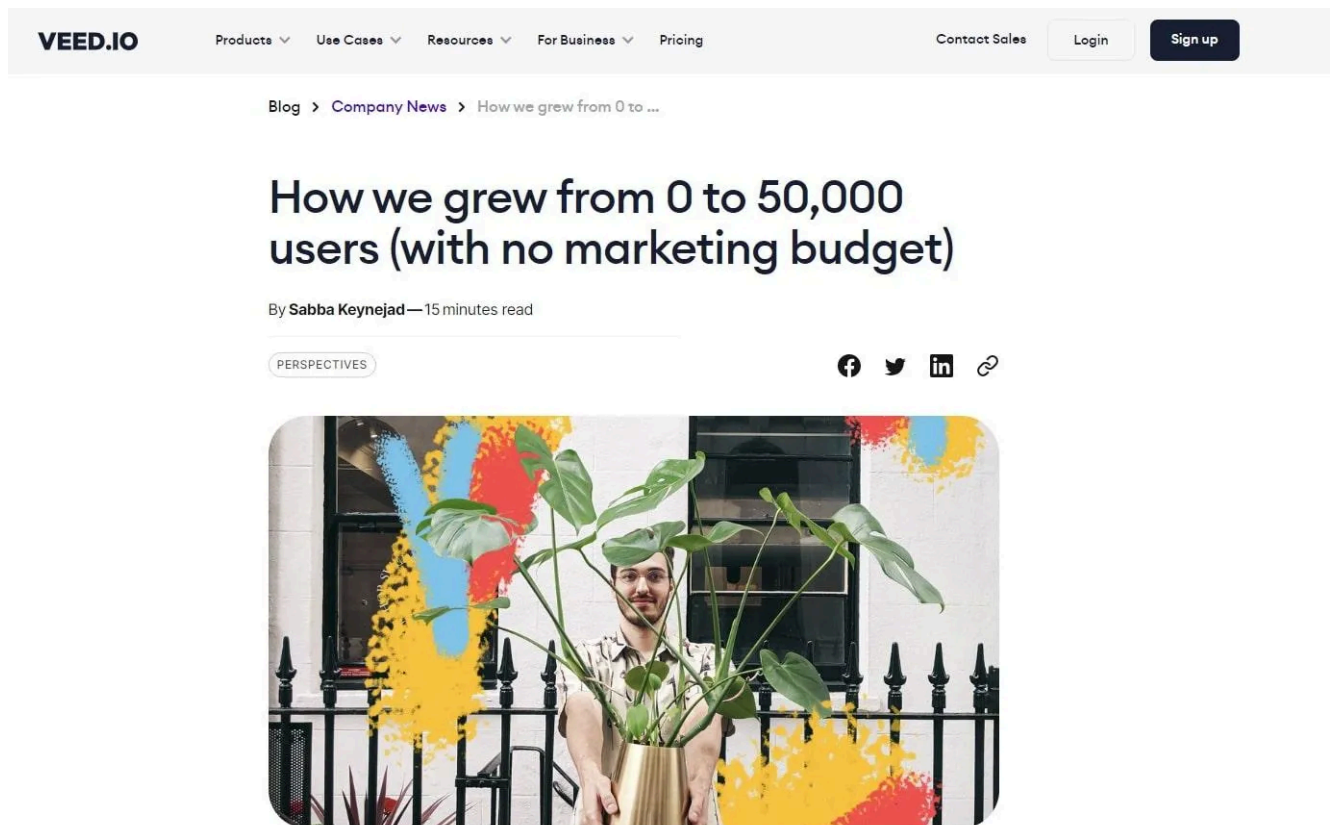 VEED.IO Products Use Cases Resources For Business Pricing Contact Sales Login Sign up
Blog > Company News > How we grew from 0 to ...
How we grew from 0 to 50,000
users (with no marketing budget)
By Sabba Keynejad — 15 minutes read
PERSPECTIVES